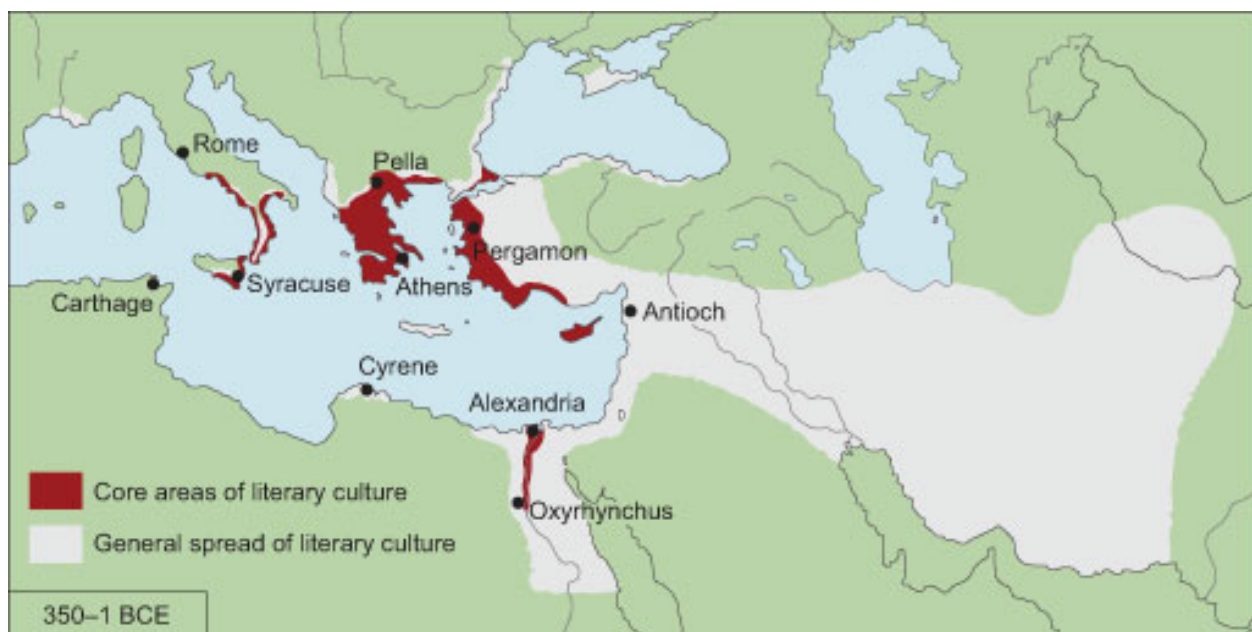 Rome
Pella
Pergamon
Syracuse
Athens
Carthage
Antioch
Cyrene
Alexandria
Core areas of literary culture
Oxyrhynchus
General spread of literary culture
350–1 BCE